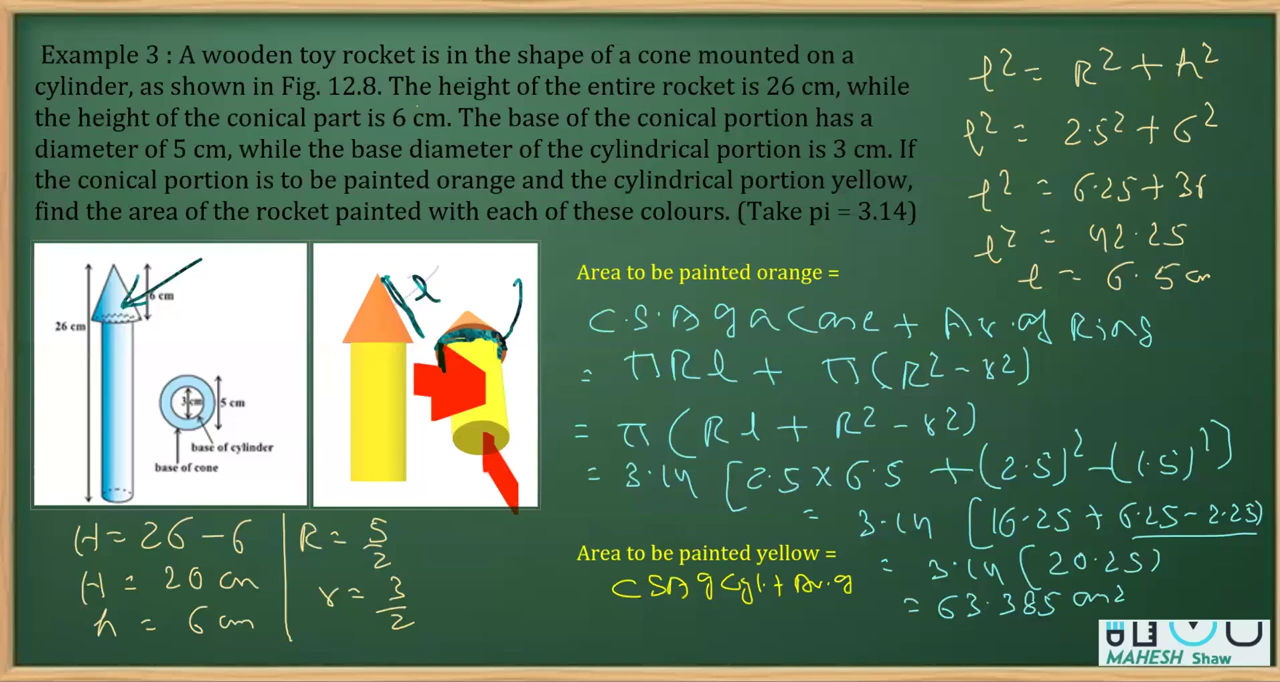 Example 3 : A wooden toy rocket is in the shape of a cone mounted on a
cylinder, as shown in Fig. 12.8. The height of the entire rocket is 26 cm, while
the height of the conical part is 6 cm. The base of the conical portion has a
diameter of 5 cm, while the base diameter of the cylindrical portion is 3 cm. If
the conical portion is to be painted orange and the cylindrical portion yellow,
find the area of the rocket painted with each of these colours. (Take pi = 3.14)
l² = R² + h²
l² = 2.5² + 6²
l² = 6.25 + 36
l² = 42.25
l = 6.5 cm
6 cm
26 cm
3 cm
5 cm
base of cylinder
base of cone
l
H = 26 - 6
H = 20 cm
h = 6 cm
R = 5/2
r = 3/2
Area to be painted orange =
C.S.A of a Cone + Ar. of Ring
= πRl + π(R² - r²)
= π (Rl + R² - r²)
= 3.14 [2.5 × 6.5 + (2.5)² - (1.5)²]
= 3.14 [16.25 + 6.25 - 2.25]
= 3.14 (20.25)
= 63.385 cm²
Area to be painted yellow =
CSA of Cyl. + Ar. of
MAHESH Shaw